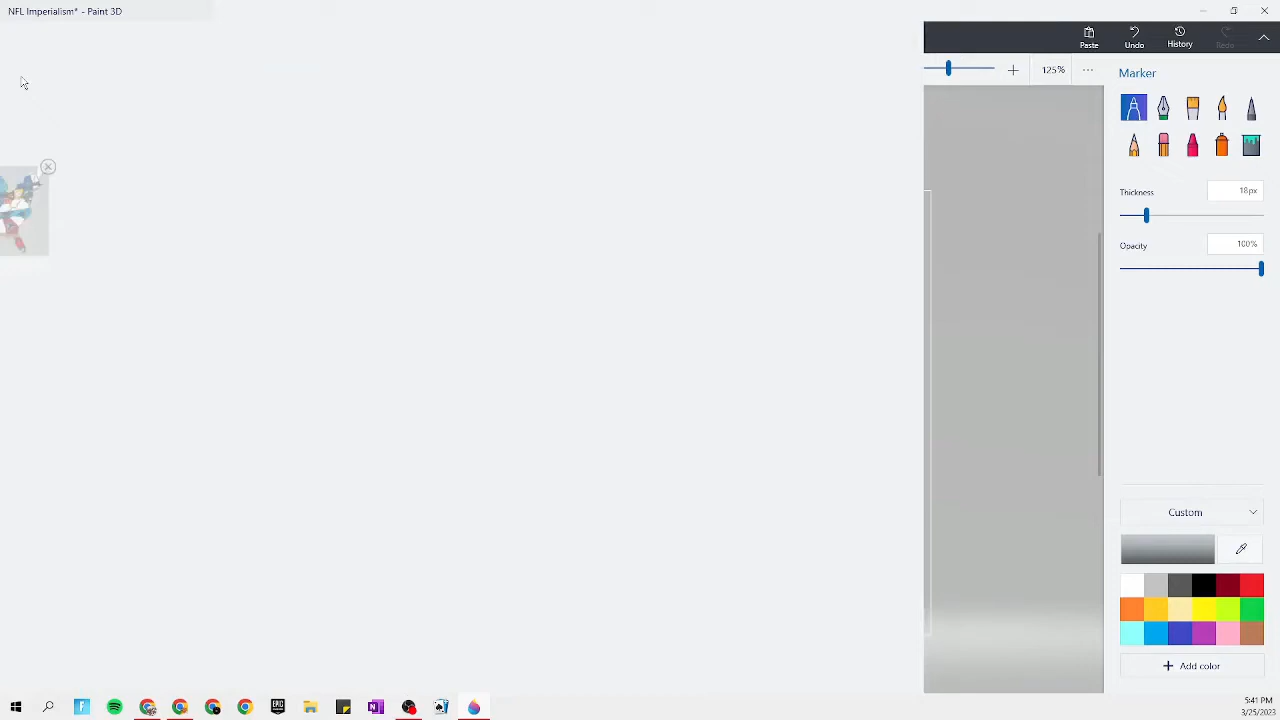 NFL Imperialism* - Paint 3D
Paste
Undo
History
Redo
125%
Marker
Thickness
18px
Opacity
100%
Custom
Add color
EPIC
5:41 PM
3/25/2023